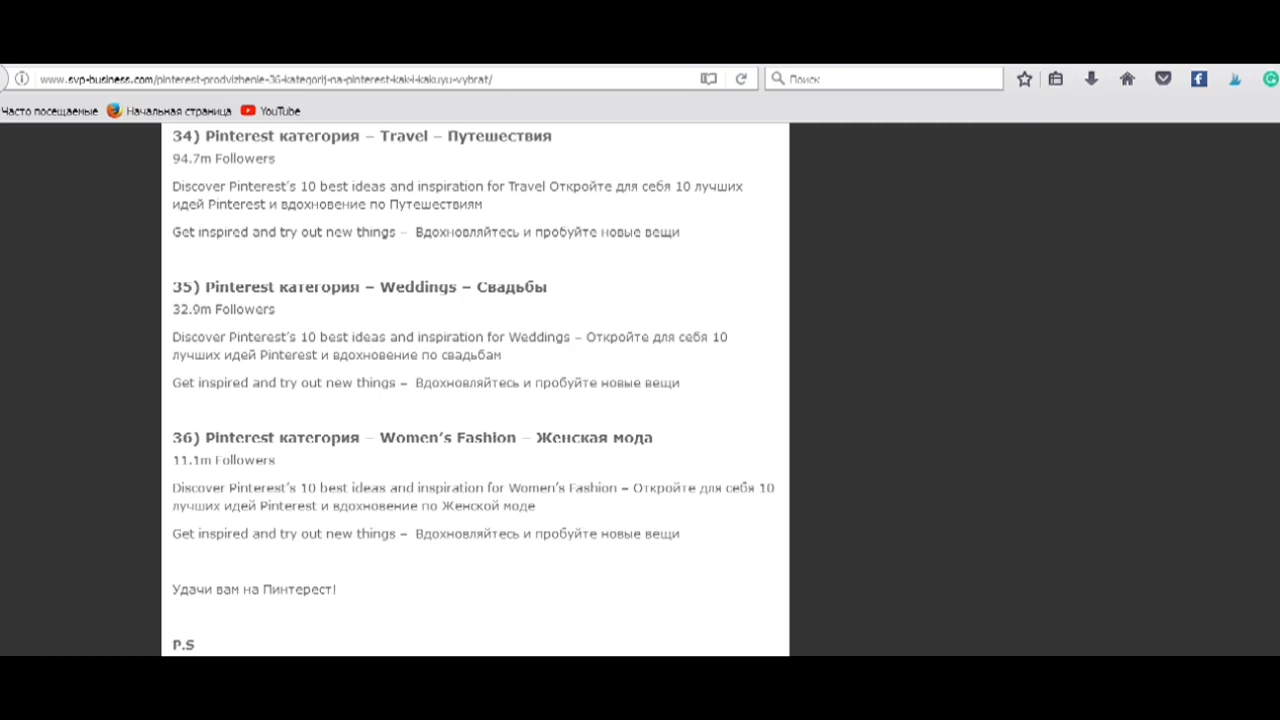 www.svp-business.com/pinterest-prodvizhenie-36-kategorij-na-pinterest-kak-i-kakuyu-vybrat/
Поиск
Часто посещаемые Начальная страница YouTube
34) Pinterest категория – Travel – Путешествия
94.7m Followers
Discover Pinterest's 10 best ideas and inspiration for Travel Откройте для себя 10 лучших
идей Pinterest и вдохновение по Путешествиям
Get inspired and try out new things – Вдохновляйтесь и пробуйте новые вещи
35) Pinterest категория – Weddings – Свадьбы
32.9m Followers
Discover Pinterest's 10 best ideas and inspiration for Weddings – Откройте для себя 10
лучших идей Pinterest и вдохновение по свадьбам
Get inspired and try out new things – Вдохновляйтесь и пробуйте новые вещи
36) Pinterest категория – Women's Fashion – Женская мода
11.1m Followers
Discover Pinterest's 10 best ideas and inspiration for Women's Fashion – Откройте для себя 10
лучших идей Pinterest и вдохновение по Женской моде
Get inspired and try out new things – Вдохновляйтесь и пробуйте новые вещи
Удачи вам на Пинтерест!
P.S